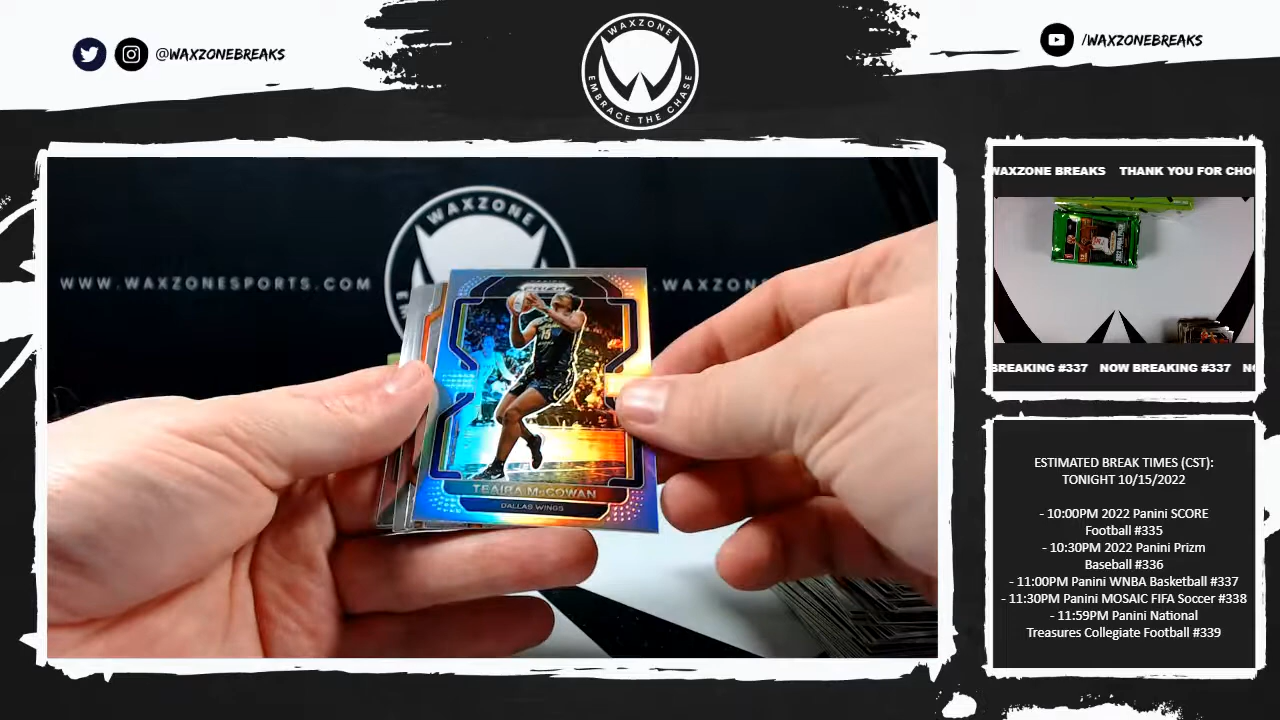 @WAXZONEBREAKS
WAXZONE
EMBRACE THE CHASE
/WAXZONEBREAKS
WAXZONE BREAKS THANK YOU FOR CHO
WAXZONE
WWW.WAXZONESPORTS.COM
.WAXZONE
PRIZM
TEAIRA McCOWAN
DALLAS WINGS
BREAKING #337 NOW BREAKING #337
ESTIMATED BREAK TIMES (CST):
TONIGHT 10/15/2022
- 10:00PM 2022 Panini SCORE
Football #335
- 10:30PM 2022 Panini Prizm
Baseball #336
- 11:00PM Panini WNBA Basketball #337
- 11:30PM Panini MOSAIC FIFA Soccer #338
- 11:59PM Panini National
Treasures Collegiate Football #339